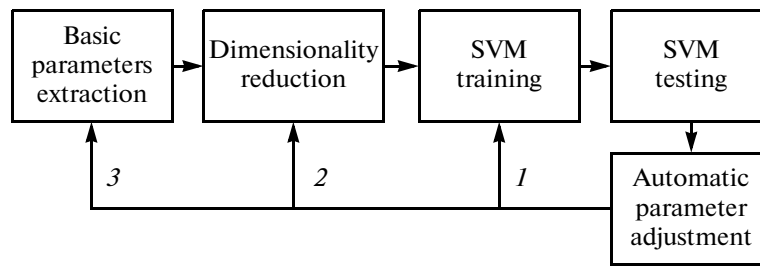 Basic
parameters
extraction
Dimensionality
reduction
SVM
training
SVM
testing
3
2
1
Automatic
parameter
adjustment